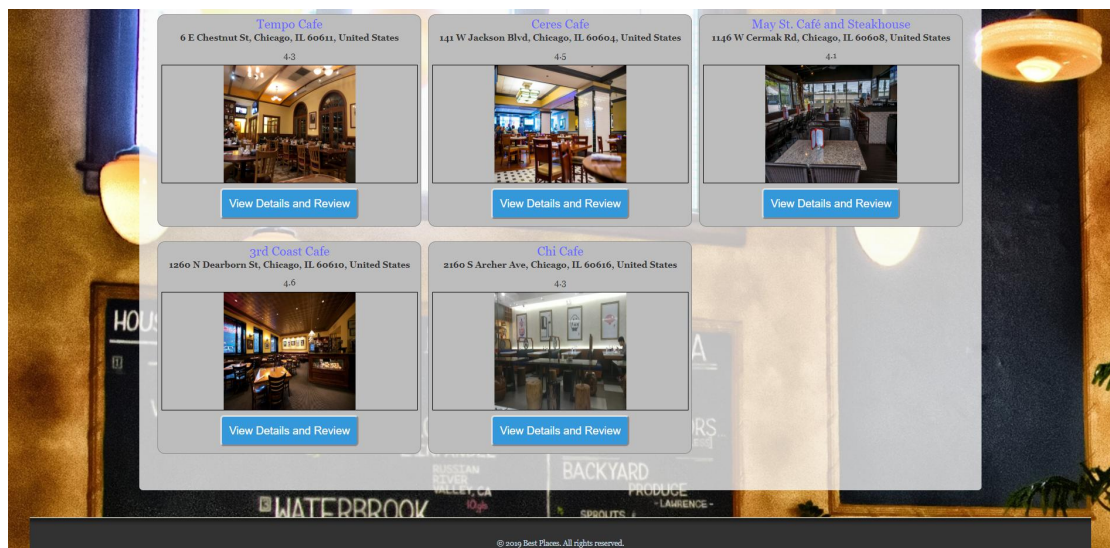 Tempo Cafe
6 E Chestnut St, Chicago, IL 60611, United States
4.3
View Details and Review
Ceres Cafe
141 W Jackson Blvd, Chicago, IL 60604, United States
4.5
View Details and Review
May St. Café and Steakhouse
1146 W Cermak Rd, Chicago, IL 60608, United States
4.1
View Details and Review
3rd Coast Cafe
1260 N Dearborn St, Chicago, IL 60610, United States
4.6
View Details and Review
Chi Cafe
2160 S Archer Ave, Chicago, IL 60616, United States
4.3
View Details and Review
RUSSIAN
RIVER
VALLEY, CA
WATERBROOK
BACKYARD
PRODUCE
- LAURENCE -
SPROUTS
© 2019 Best Places. All rights reserved.